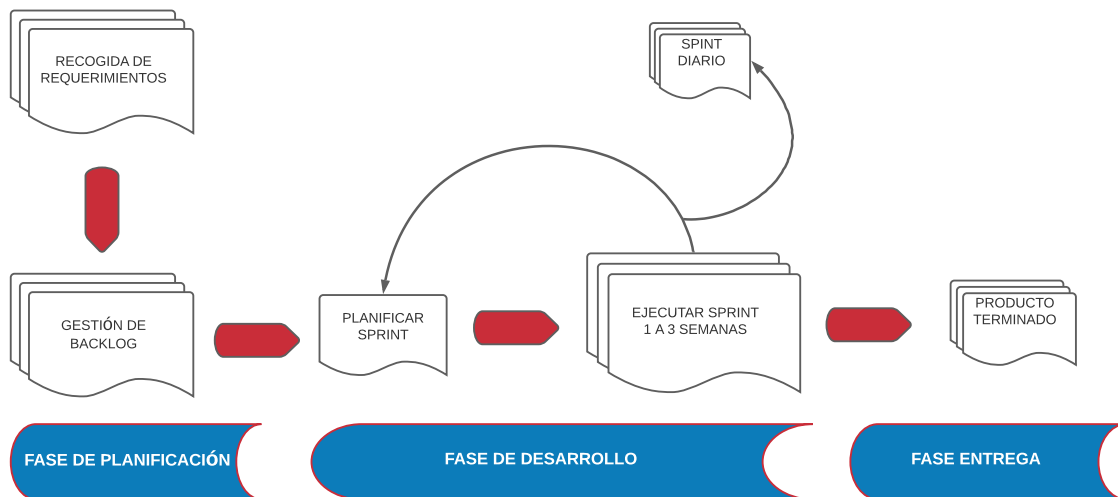 RECOGIDA DE
REQUERIMIENTOS
SPINT
DIARIO
GESTIÓN DE
BACKLOG
PLANIFICAR
SPRINT
EJECUTAR SPRINT
1 A 3 SEMANAS
PRODUCTO
TERMINADO
FASE DE PLANIFICACIÓN
FASE DE DESARROLLO
FASE ENTREGA